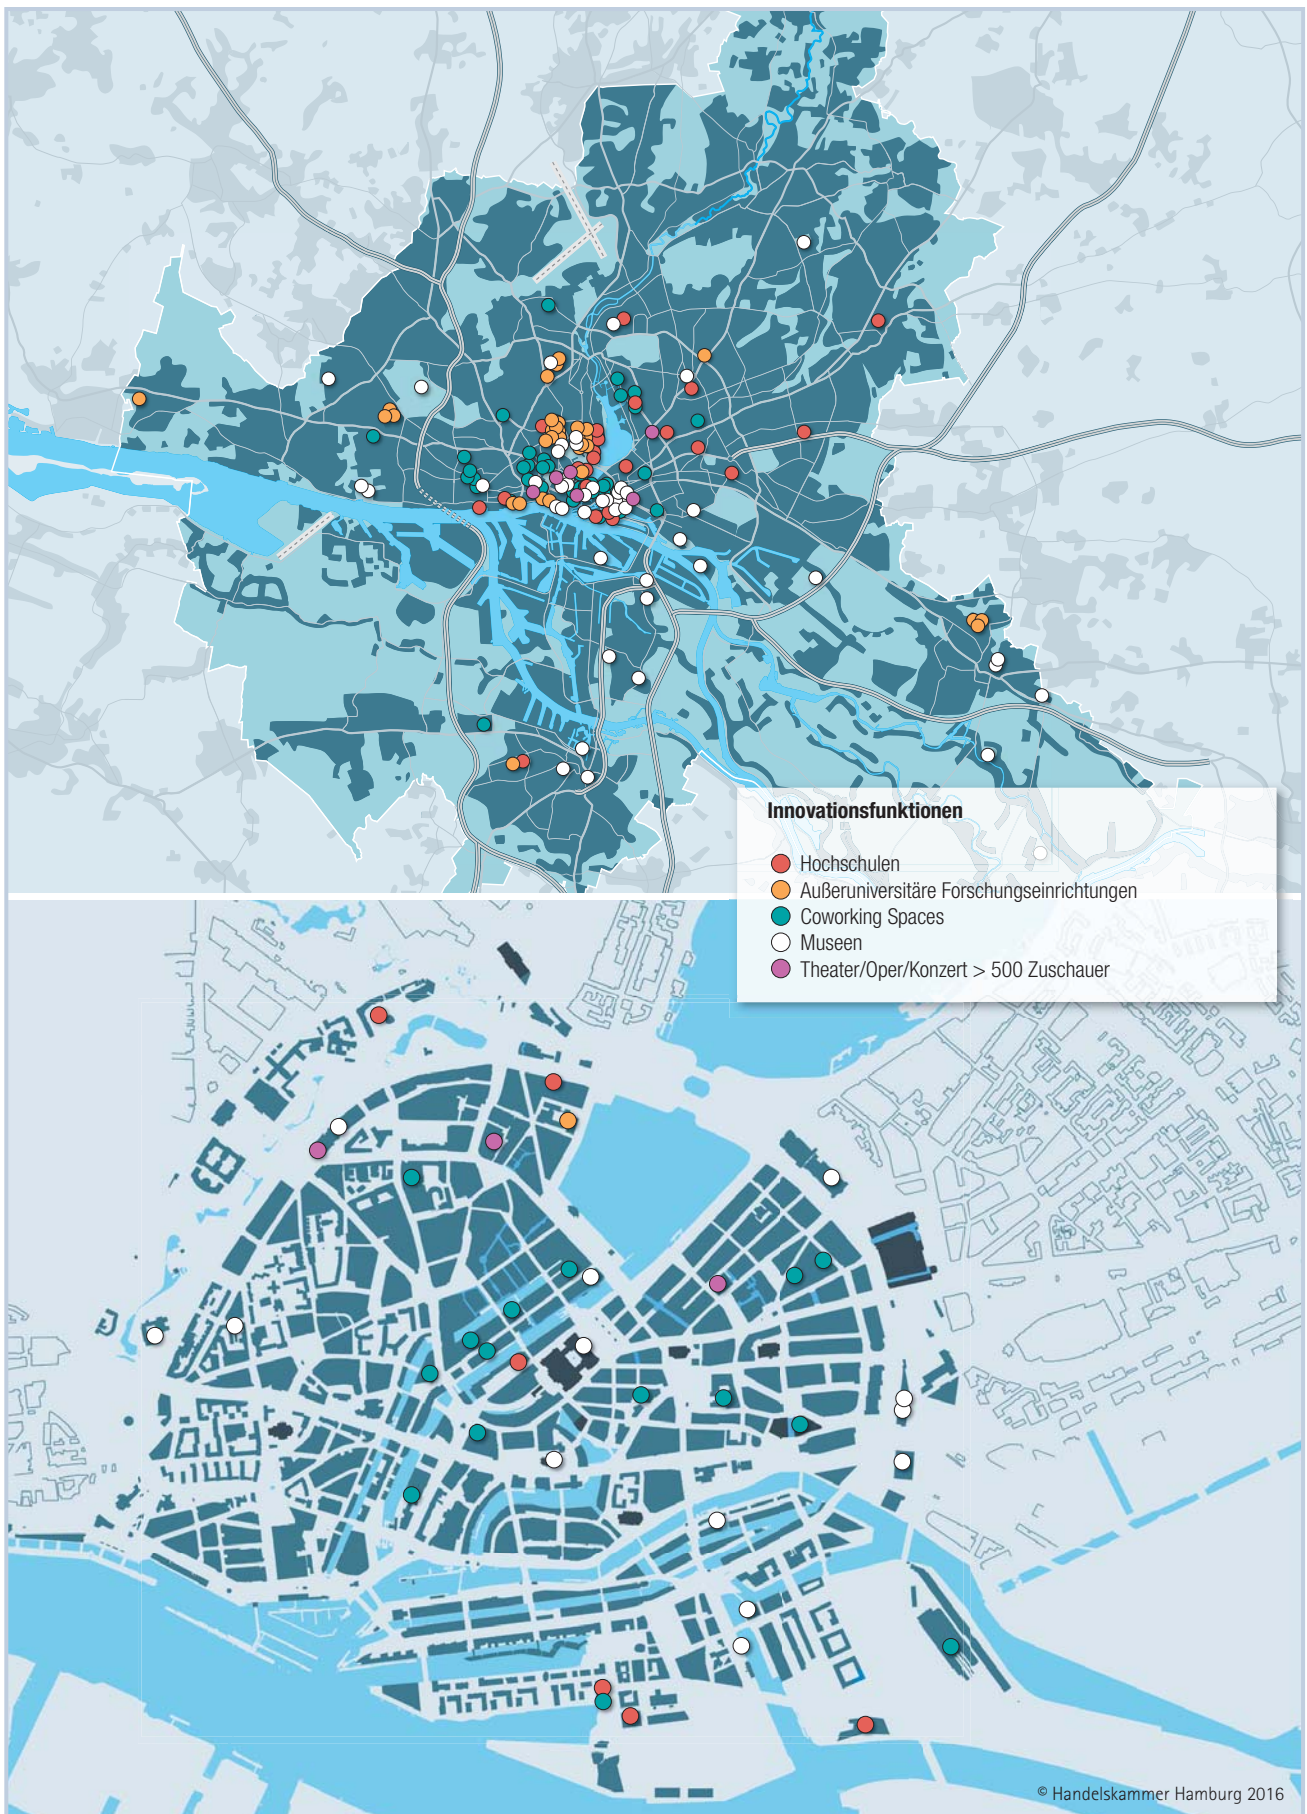 Innovationsfunktionen
Hochschulen
Außeruniversitäre Forschungseinrichtungen
Coworking Spaces
Museen
Theater/Oper/Konzert > 500 Zuschauer
© Handelskammer Hamburg 2016